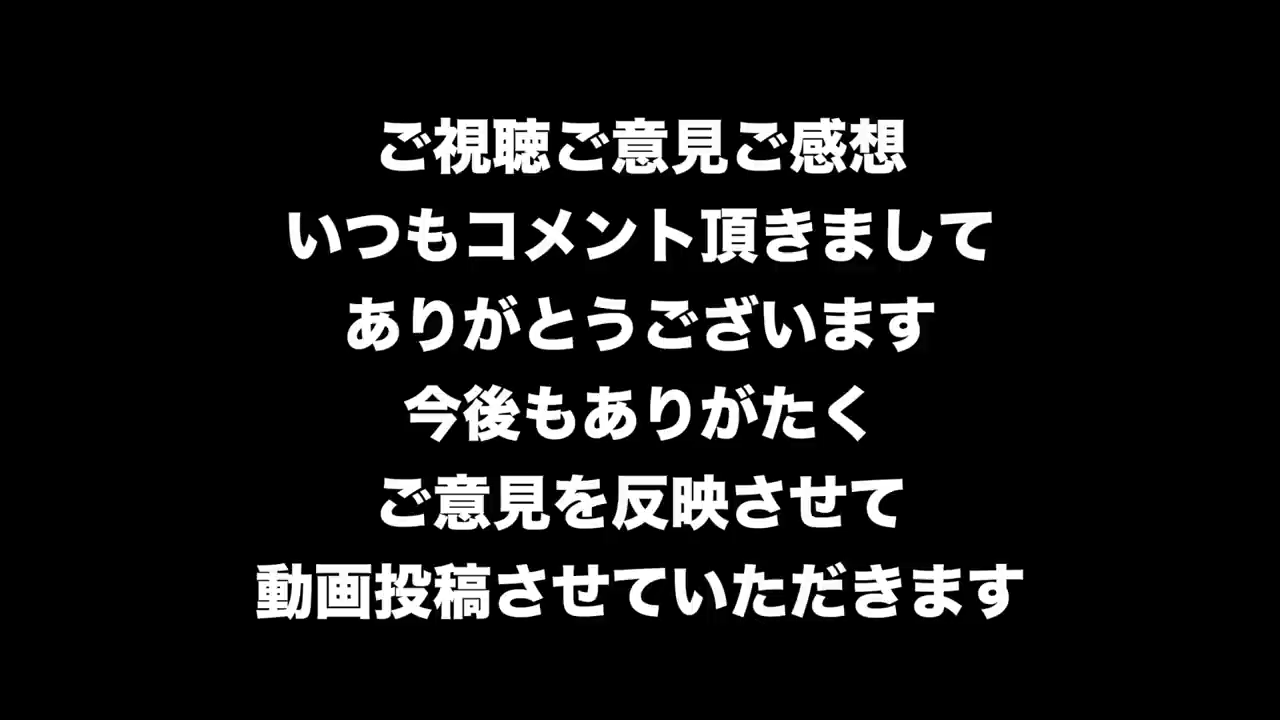 ご視聴ご意見ご感想
いつもコメント頂きまして
ありがとうございます
今後もありがたく
ご意見を反映させて
動画投稿させていただきます